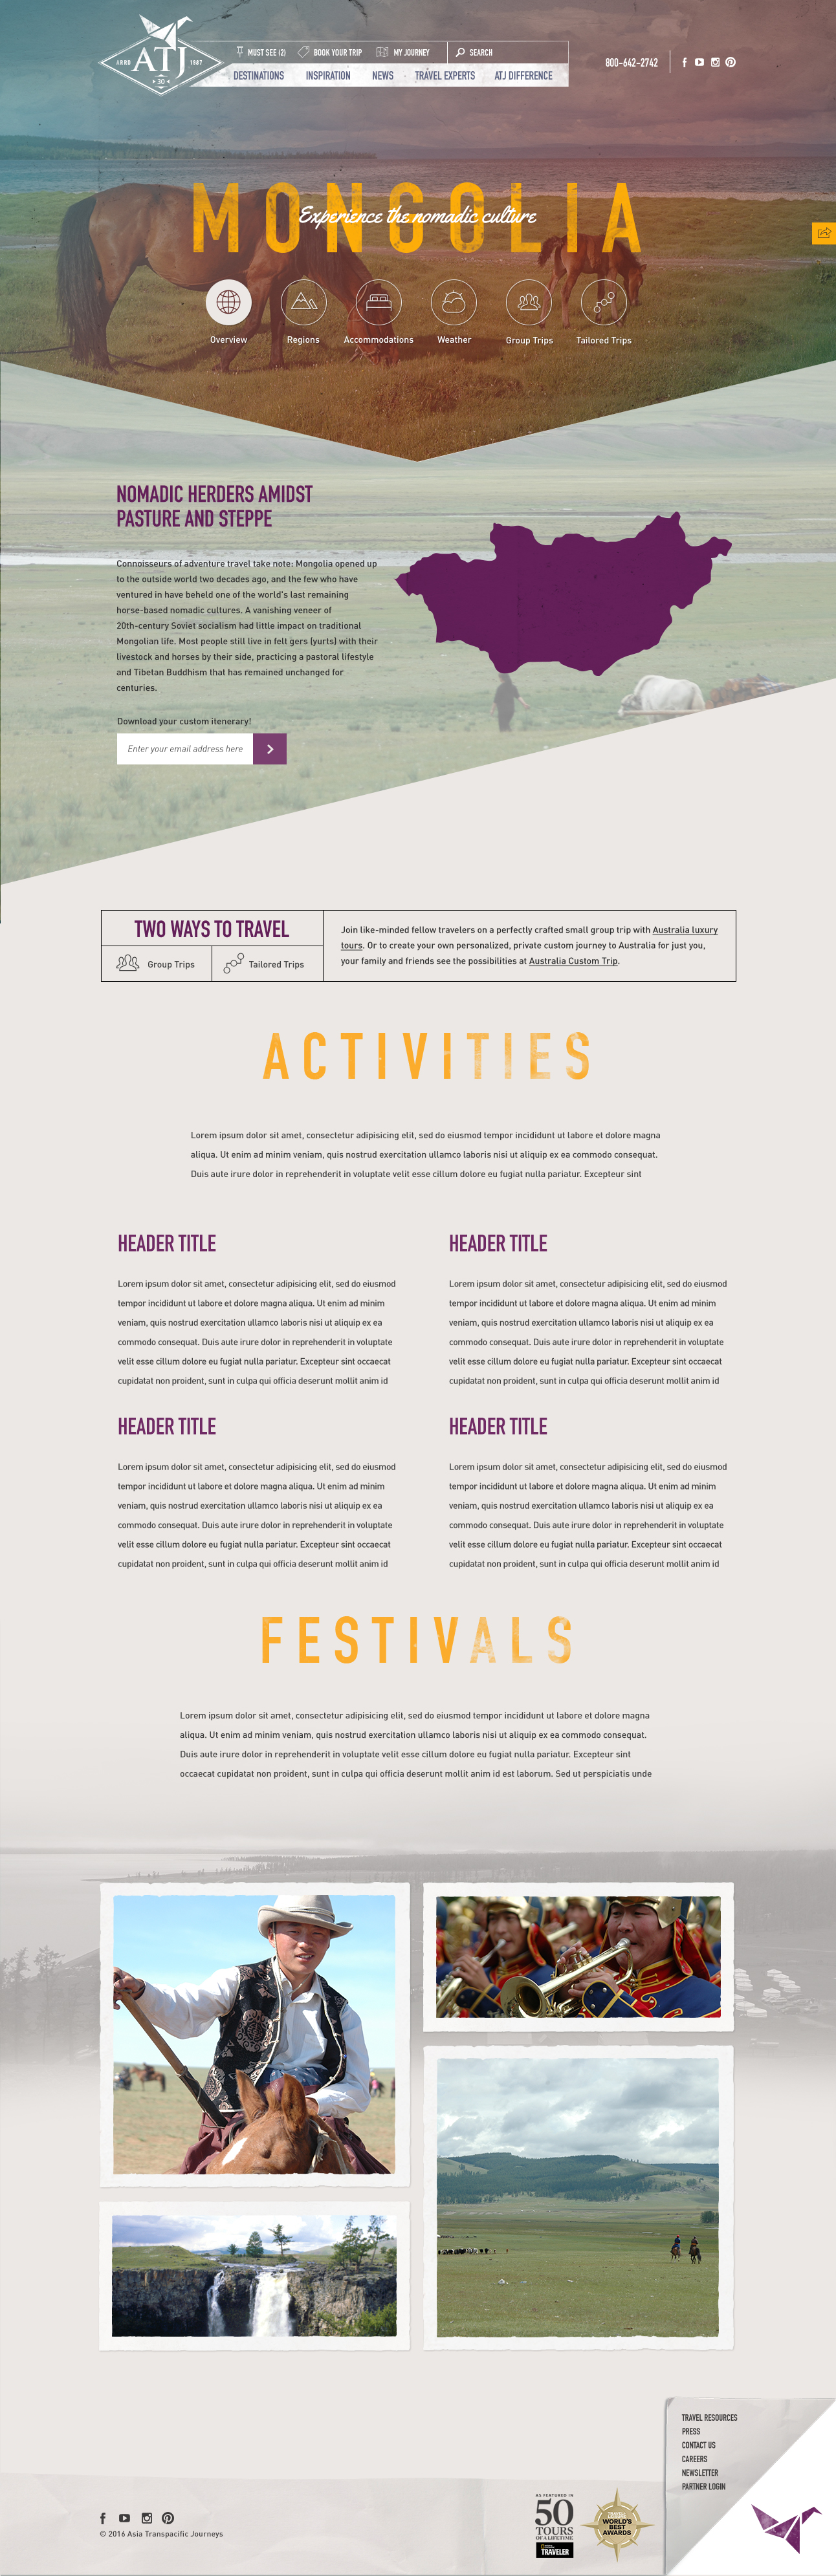 ARRO ATJ 1987
30
MUST SEE (2) BOOK YOUR TRIP MY JOURNEY SEARCH
DESTINATIONS INSPIRATION NEWS TRAVEL EXPERTS ATJ DIFFERENCE
800-642-2742
MONGOLIA
Experience the nomadic culture
Overview Regions Accommodations Weather Group Trips Tailored Trips
NOMADIC HERDERS AMIDST
PASTURE AND STEPPE
Connoisseurs of adventure travel take note: Mongolia opened up
to the outside world two decades ago, and the few who have
ventured in have beheld one of the world's last remaining
horse-based nomadic cultures. A vanishing veneer of
20th-century Soviet socialism had little impact on traditional
Mongolian life. Most people still live in felt gers (yurts) with their
livestock and horses by their side, practicing a pastoral lifestyle
and Tibetan Buddhism that has remained unchanged for
centuries.
Download your custom itenerary!
Enter your email address here
TWO WAYS TO TRAVEL
Group Trips Tailored Trips
Join like-minded fellow travelers on a perfectly crafted small group trip with Australia luxury
tours. Or to create your own personalized, private custom journey to Australia for just you,
your family and friends see the possibilities at Australia Custom Trip.
ACTIVITIES
Lorem ipsum dolor sit amet, consectetur adipisicing elit, sed do eiusmod tempor incididunt ut labore et dolore magna
aliqua. Ut enim ad minim veniam, quis nostrud exercitation ullamco laboris nisi ut aliquip ex ea commodo consequat.
Duis aute irure dolor in reprehenderit in voluptate velit esse cillum dolore eu fugiat nulla pariatur. Excepteur sint
HEADER TITLE
Lorem ipsum dolor sit amet, consectetur adipisicing elit, sed do eiusmod
tempor incididunt ut labore et dolore magna aliqua. Ut enim ad minim
veniam, quis nostrud exercitation ullamco laboris nisi ut aliquip ex ea
commodo consequat. Duis aute irure dolor in reprehenderit in voluptate
velit esse cillum dolore eu fugiat nulla pariatur. Excepteur sint occaecat
cupidatat non proident, sunt in culpa qui officia deserunt mollit anim id
HEADER TITLE
Lorem ipsum dolor sit amet, consectetur adipisicing elit, sed do eiusmod
tempor incididunt ut labore et dolore magna aliqua. Ut enim ad minim
veniam, quis nostrud exercitation ullamco laboris nisi ut aliquip ex ea
commodo consequat. Duis aute irure dolor in reprehenderit in voluptate
velit esse cillum dolore eu fugiat nulla pariatur. Excepteur sint occaecat
cupidatat non proident, sunt in culpa qui officia deserunt mollit anim id
HEADER TITLE
Lorem ipsum dolor sit amet, consectetur adipisicing elit, sed do eiusmod
tempor incididunt ut labore et dolore magna aliqua. Ut enim ad minim
veniam, quis nostrud exercitation ullamco laboris nisi ut aliquip ex ea
commodo consequat. Duis aute irure dolor in reprehenderit in voluptate
velit esse cillum dolore eu fugiat nulla pariatur. Excepteur sint occaecat
cupidatat non proident, sunt in culpa qui officia deserunt mollit anim id
HEADER TITLE
Lorem ipsum dolor sit amet, consectetur adipisicing elit, sed do eiusmod
tempor incididunt ut labore et dolore magna aliqua. Ut enim ad minim
veniam, quis nostrud exercitation ullamco laboris nisi ut aliquip ex ea
commodo consequat. Duis aute irure dolor in reprehenderit in voluptate
velit esse cillum dolore eu fugiat nulla pariatur. Excepteur sint occaecat
cupidatat non proident, sunt in culpa qui officia deserunt mollit anim id
FESTIVALS
Lorem ipsum dolor sit amet, consectetur adipisicing elit, sed do eiusmod tempor incididunt ut labore et dolore magna
aliqua. Ut enim ad minim veniam, quis nostrud exercitation ullamco laboris nisi ut aliquip ex ea commodo consequat.
Duis aute irure dolor in reprehenderit in voluptate velit esse cillum dolore eu fugiat nulla pariatur. Excepteur sint
occaecat cupidatat non proident, sunt in culpa qui officia deserunt mollit anim id est laborum. Sed ut perspiciatis unde
TRAVEL RESOURCES
PRESS
CONTACT US
CAREERS
NEWSLETTER
PARTNER LOGIN
© 2016 Asia Transpacific Journeys
AS FEATURED IN
50
TOURS
OF A LIFETIME
TRAVELER
WORLD'S
BEST
AWARDS